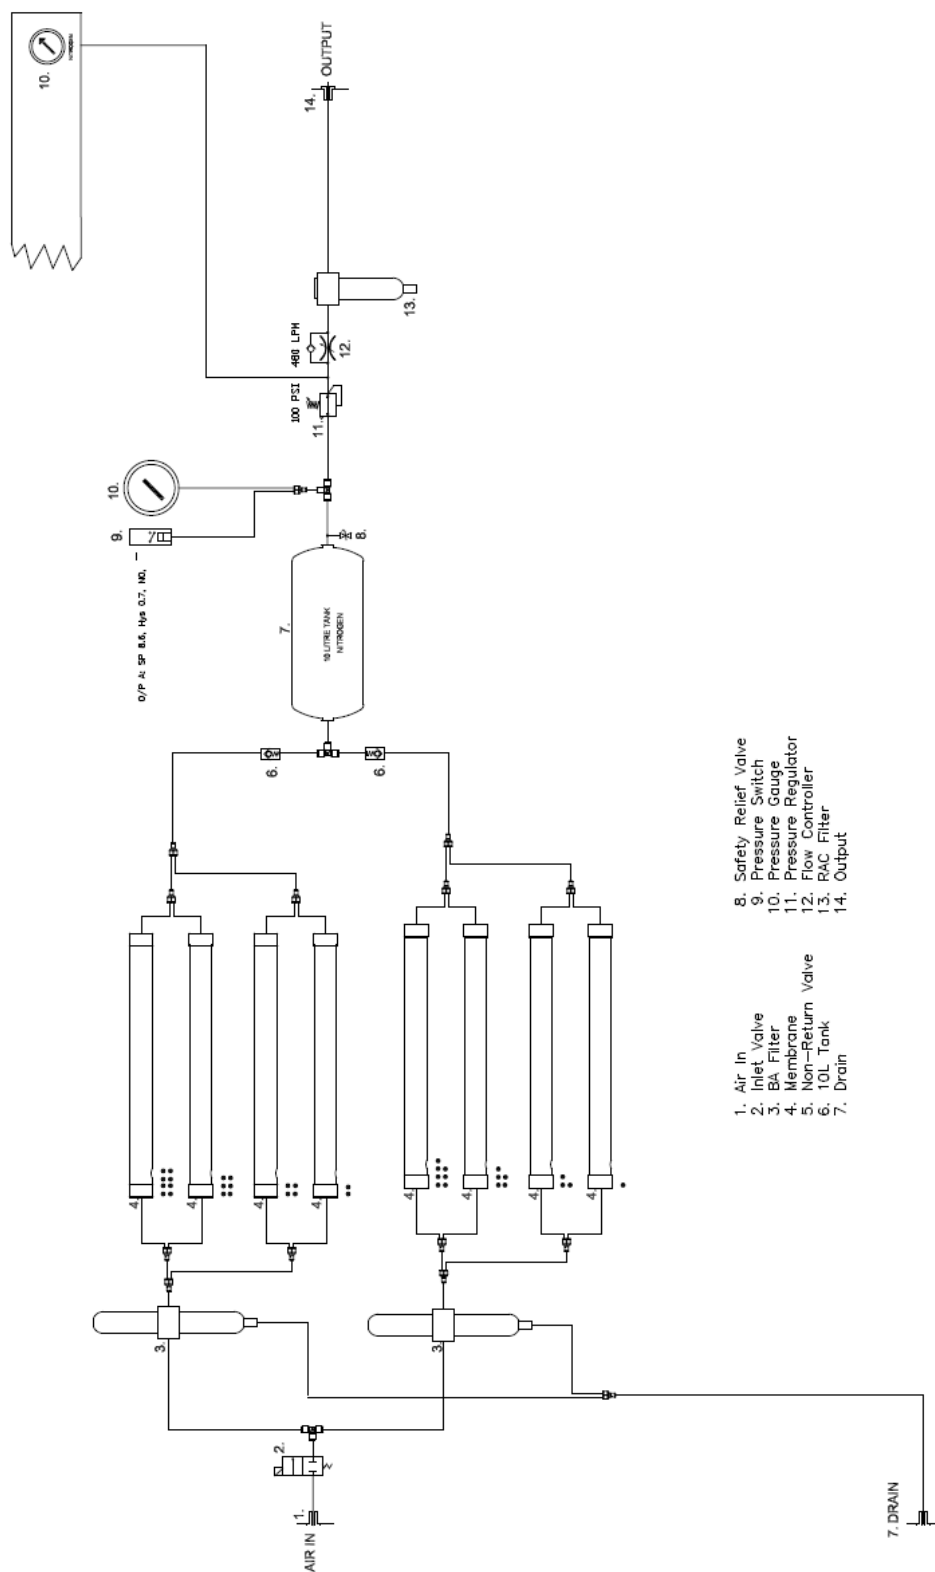 10.
NITROGEN
14.
OUTPUT
13.
460 LPH
12.
100 PSI
11.
10.
9.
8.
O/P A: SP 8.6, Hys 0.7, NO, –
7.
10 LITRE TANK
NITROGEN
6.
6.
4.
4.
4.
4.
4.
4.
4.
4.
3.
3.
2.
1.
AIR IN
7. DRAIN
1. Air In
2. Inlet Valve
3. BA Filter
4. Membrane
5. Non-Return Valve
6. 10L Tank
7. Drain
8. Safety Relief Valve
9. Pressure Switch
10. Pressure Gauge
11. Pressure Regulator
12. Flow Controller
13. RAC Filter
14. Output